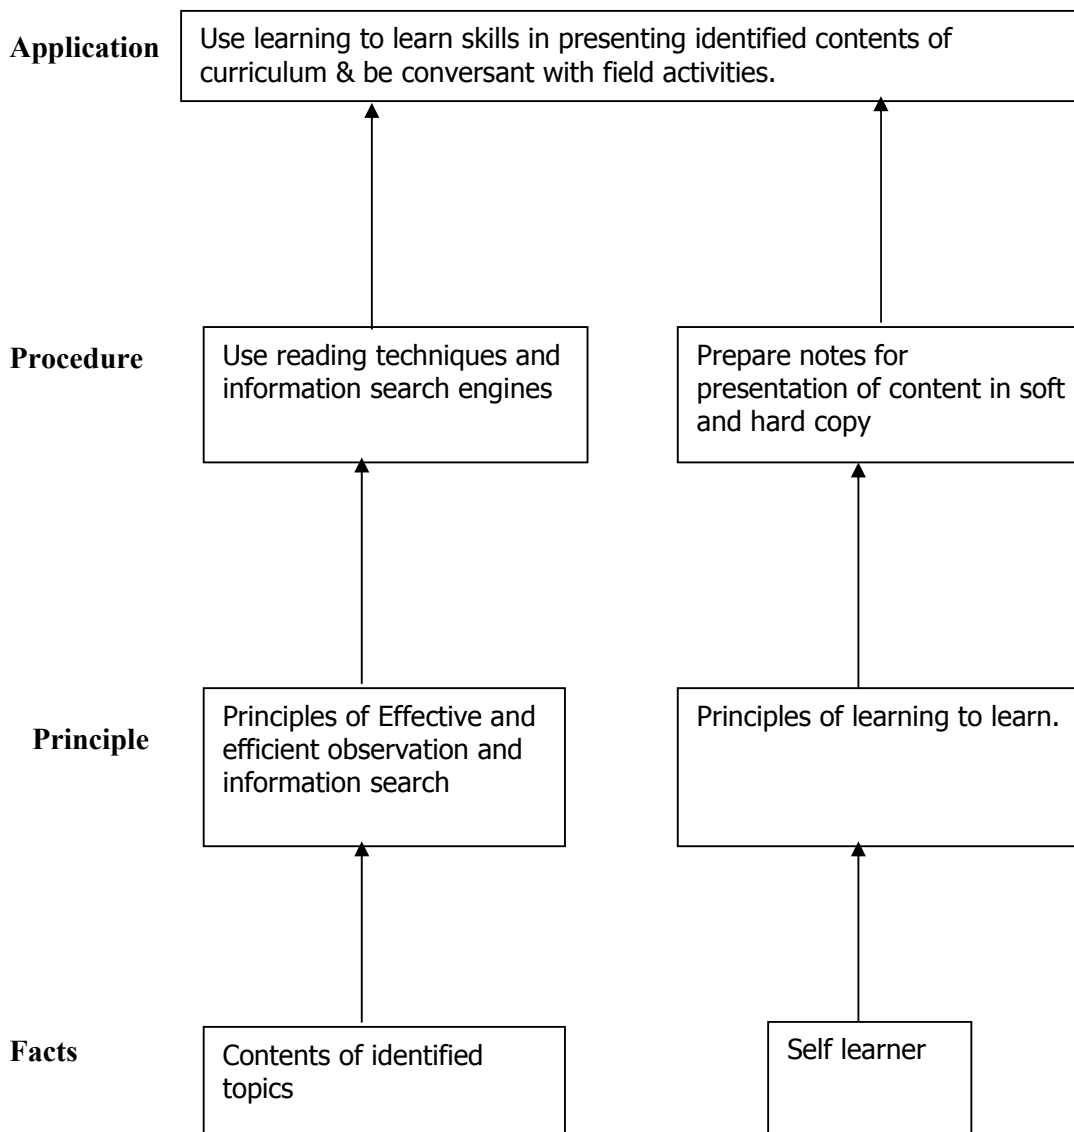 Application
Use learning to learn skills in presenting identified contents of
curriculum & be conversant with field activities.
Procedure
Use reading techniques and
information search engines
Prepare notes for
presentation of content in soft
and hard copy
Principle
Principles of Effective and
efficient observation and
information search
Principles of learning to learn.
Facts
Contents of identified
topics
Self learner